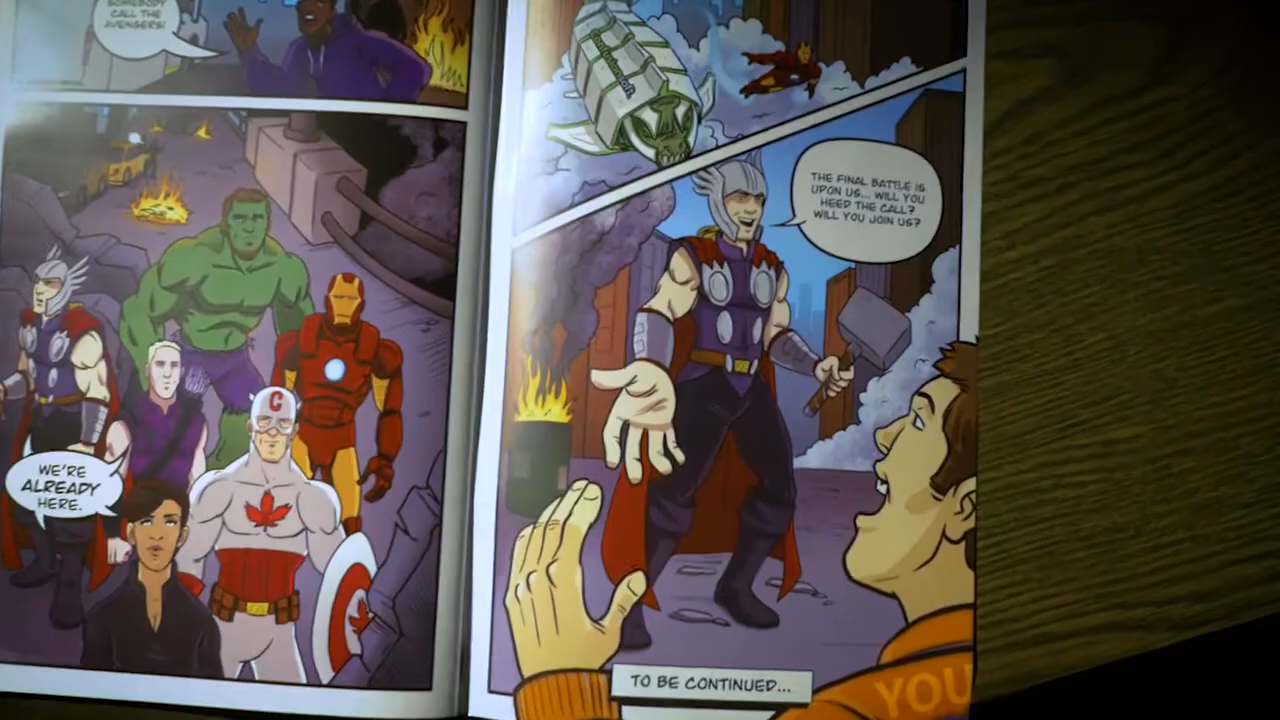 SOMEBODY
CALL THE
AVENGERS!
WE'RE
ALREADY
HERE.
C
THE FINAL BATTLE IS
UPON US... WILL YOU
HEED THE CALL?
WILL YOU JOIN US?
TO BE CONTINUED...
YOU